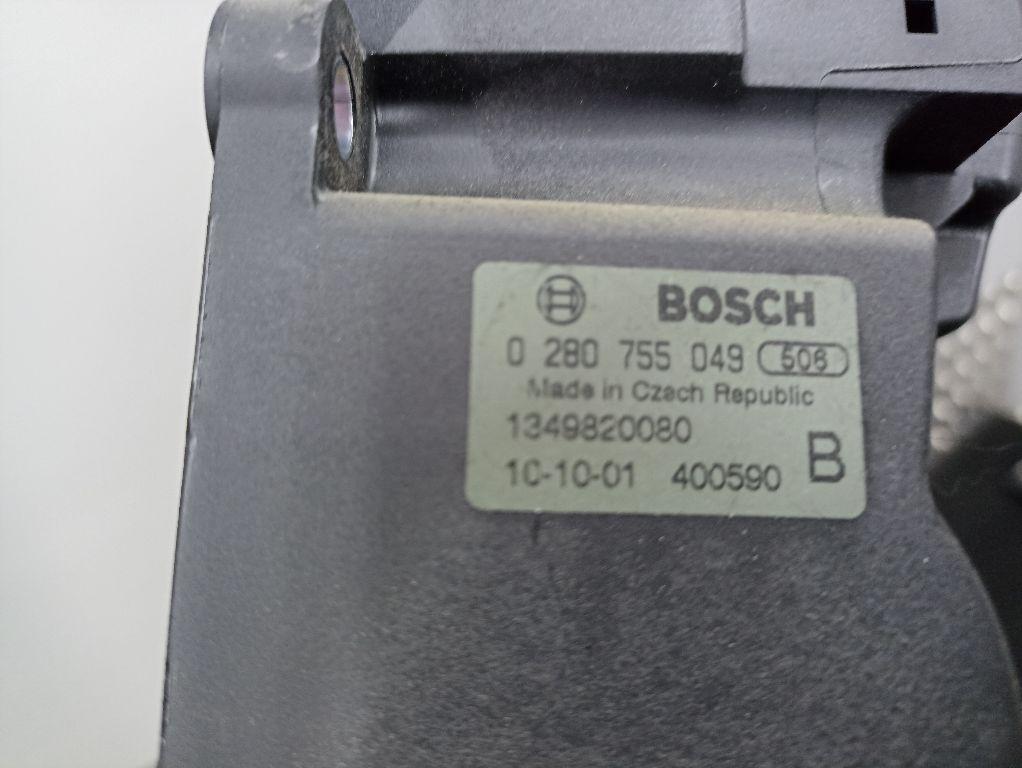 BOSCH
0 280 755 049 506
Made in Czech Republic
1349820080
10-10-01 400590 B